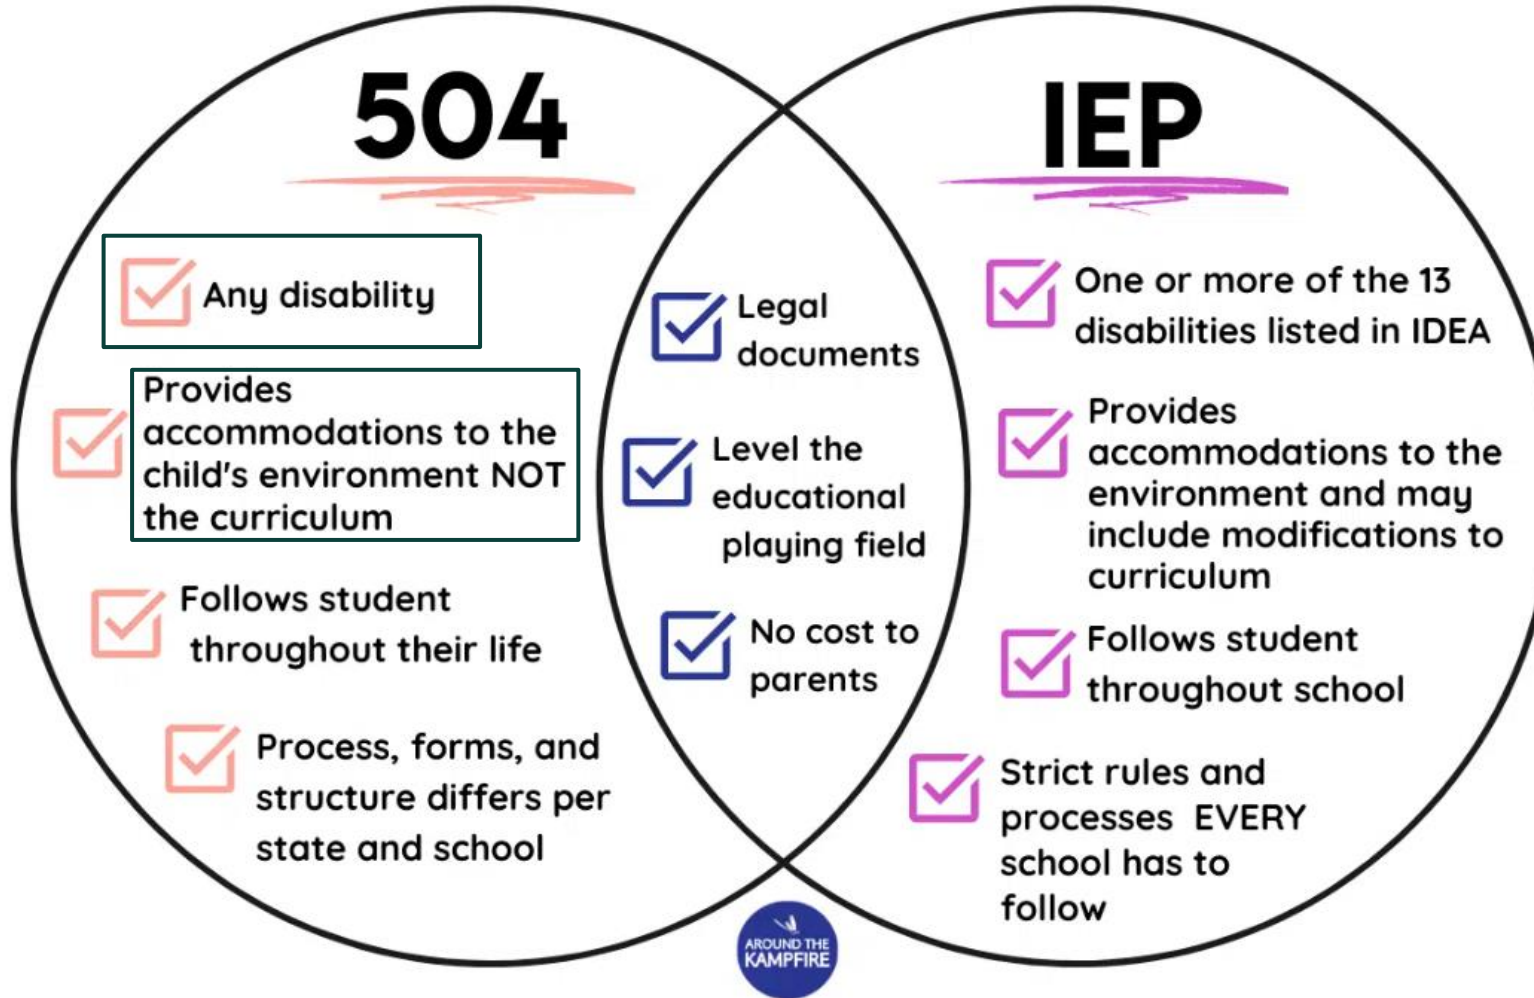 504
Any disability
Provides
accommodations to the
child's environment NOT
the curriculum
Follows student
throughout their life
Process, forms, and
structure differs per
state and school
Legal
documents
Level the
educational
playing field
No cost to
parents
IEP
One or more of the 13
disabilities listed in IDEA
Provides
accommodations to the
environment and may
include modifications to
curriculum
Follows student
throughout school
Strict rules and
processes EVERY
school has to
follow
AROUND THE
KAMPFIRE